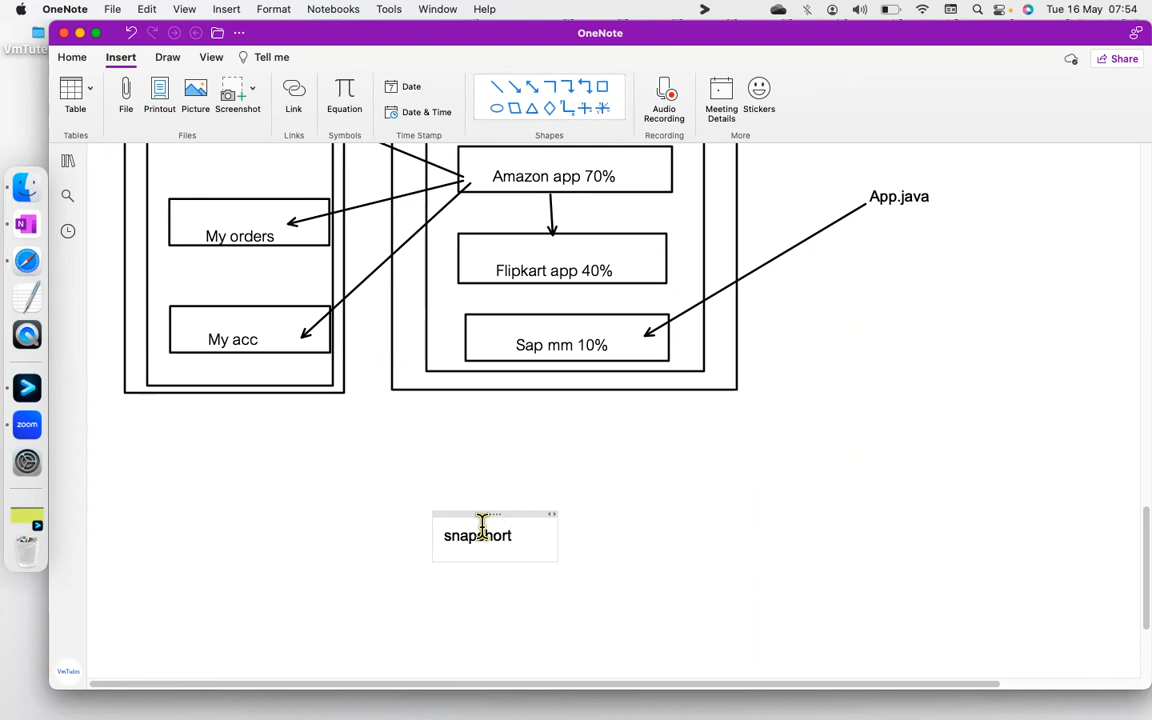 OneNote File Edit View Insert Format Notebooks Tools Window Help Tue 16 May 07:54
OneNote
Home Insert Draw View Tell me
Share
Table File Printout Picture Screenshot Link Equation
Date
Date & Time
Audio Recording
Meeting Details
Stickers
Tables Files Links Symbols Time Stamp Shapes Recording More
Amazon app 70%
App.java
My orders
Flipkart app 40%
My acc
Sap mm 10%
zoom
snapshort
VmTutes